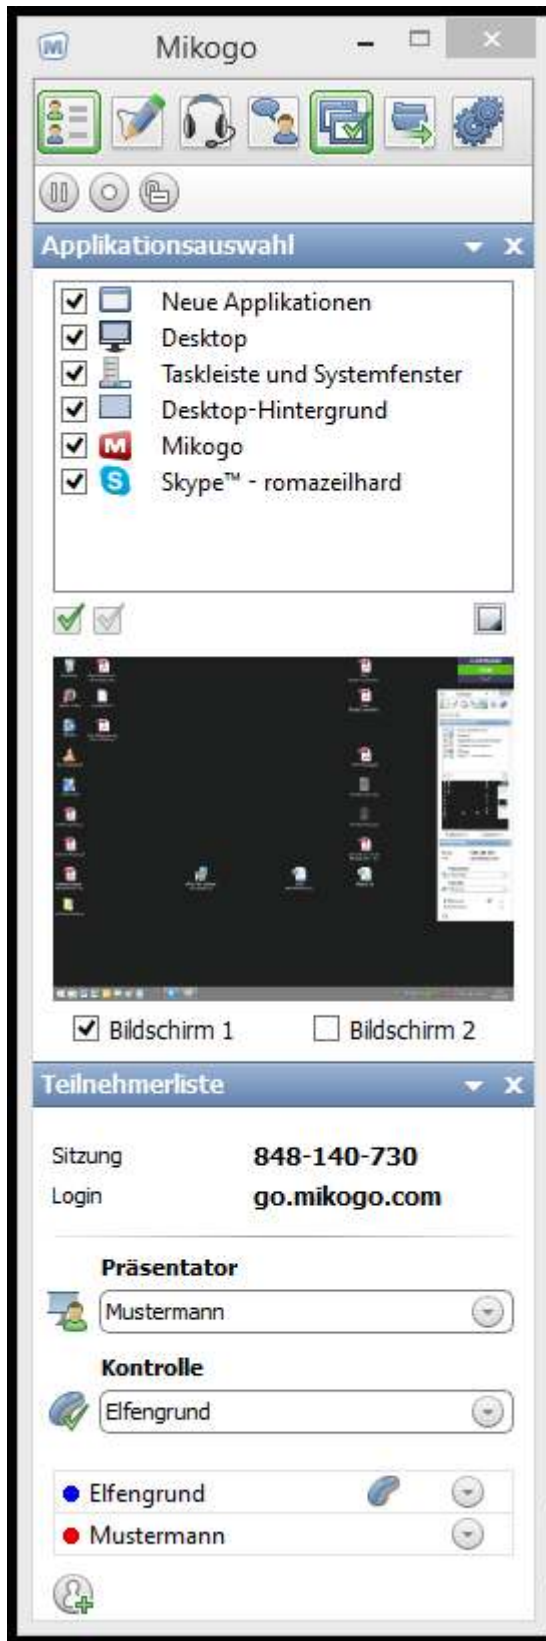 Mikogo
Applikationsauswahl
Neue Applikationen
Desktop
Taskleiste und Systemfenster
Desktop-Hintergrund
Mikogo
Skype™ - romazeilhard
Bildschirm 1 Bildschirm 2
Teilnehmerliste
Sitzung 848-140-730
Login go.mikogo.com
Präsentator
Mustermann
Kontrolle
Elfengrund
Elfengrund
Mustermann